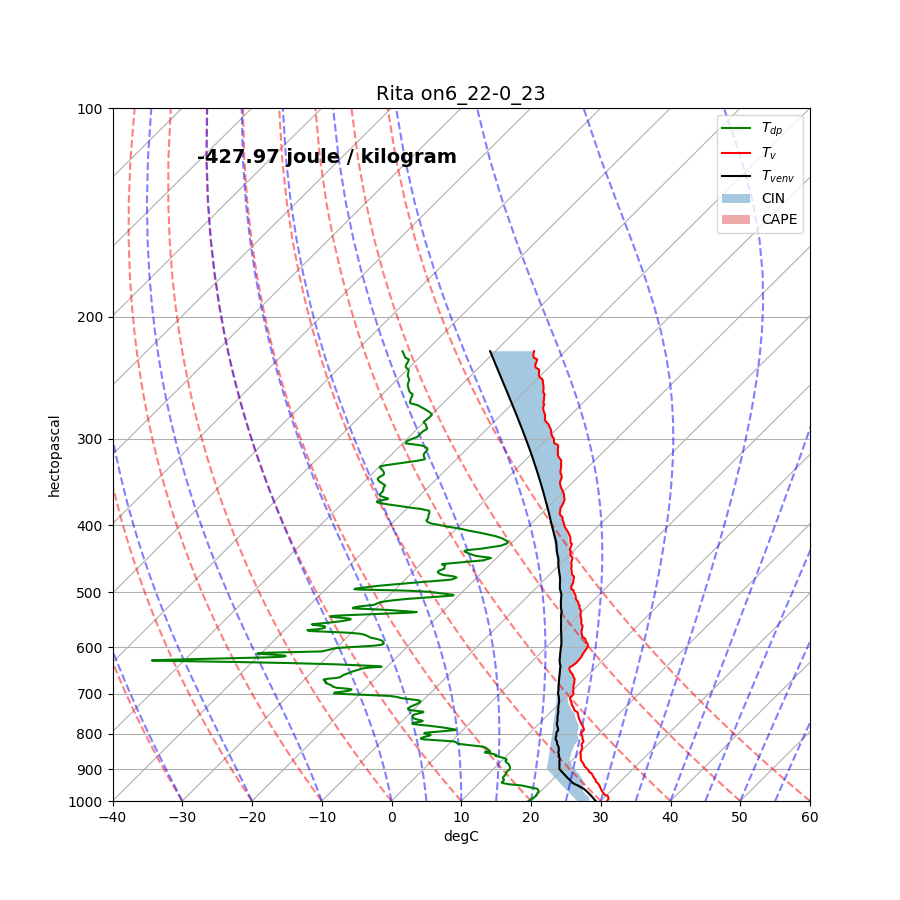 Rita on6_22-0_23
-427.97 joule / kilogram
T_dp
T_v
T_venv
CIN
CAPE
100
200
300
400
500
600
700
800
900
1000
hectopascal
−40 −30 −20 −10 0 10 20 30 40 50 60
degC